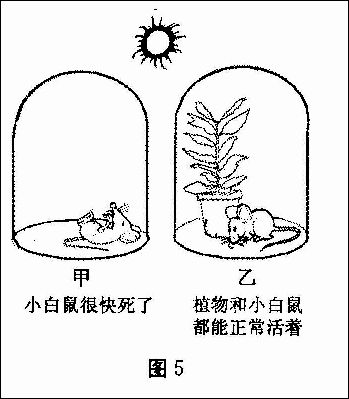 甲
小白鼠很快死了
乙
植物和小白鼠
都能正常活着
图5